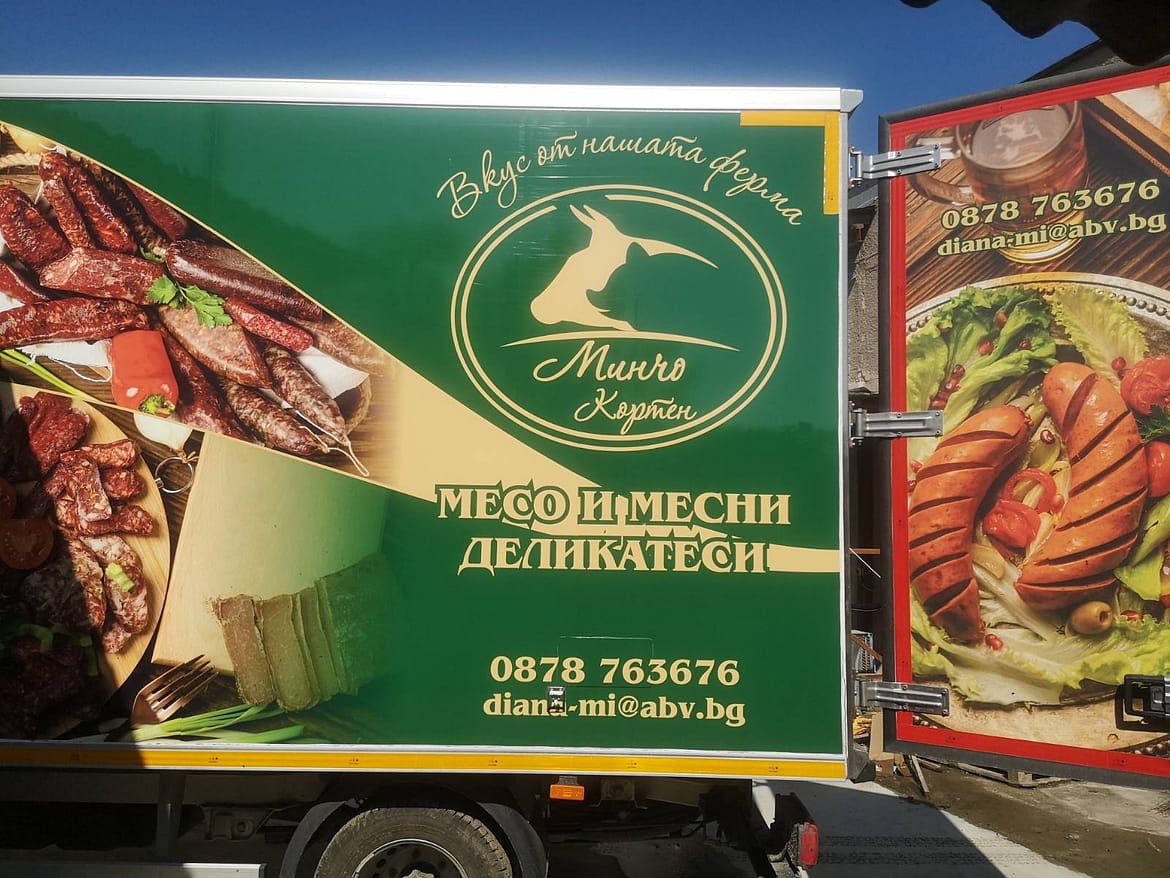 Вкус от нашата ферма
Минчо
Кортен
МЕСО И МЕСНИ
ДЕЛИКАТЕСИ
0878 763676
diana-mi@abv.bg
0878 763676
diana-mi@abv.bg